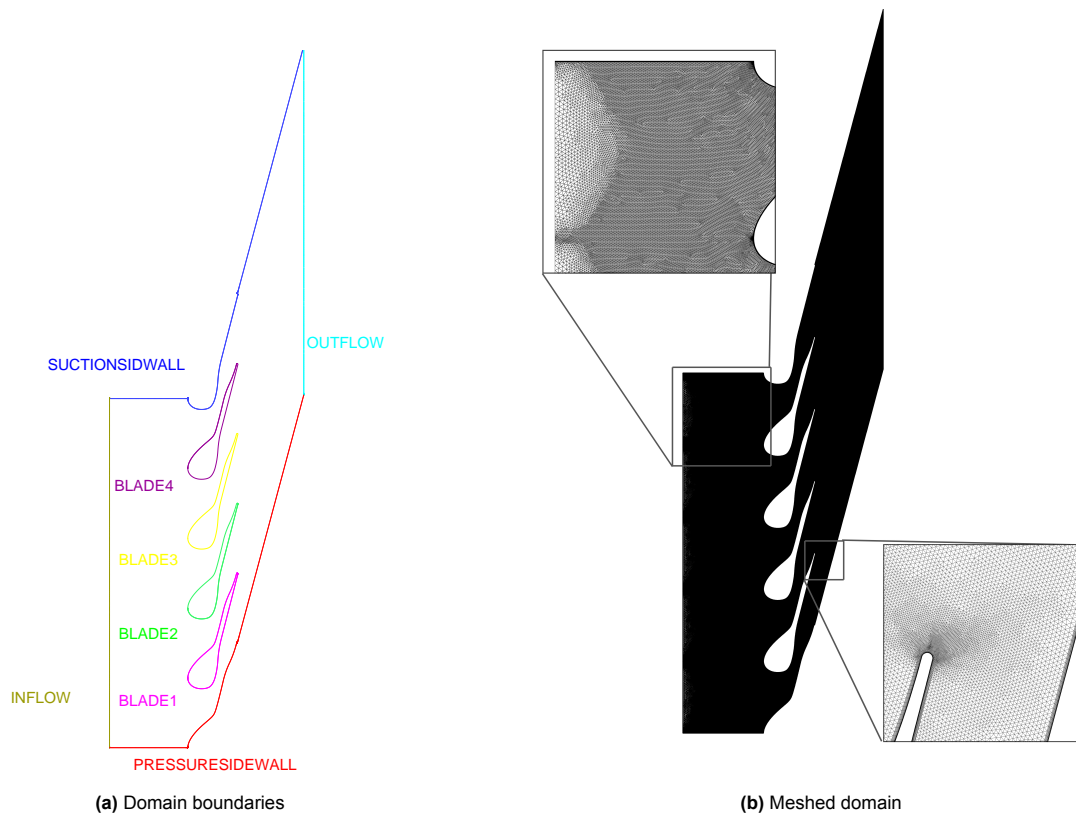 OUTFLOW
SUCTIONSIDWALL
BLADE4
BLADE3
BLADE2
INFLOW
BLADE1
PRESSURESIDEWALL
(a) Domain boundaries
(b) Meshed domain